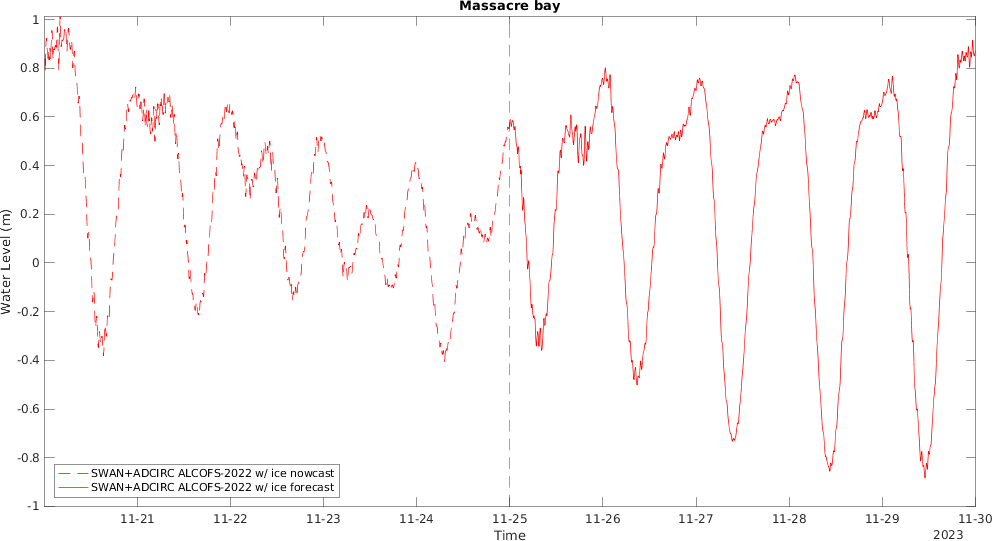 Massacre bay
1
0.8
0.6
0.4
0.2
0
-0.2
-0.4
-0.6
-0.8
-1
Water Level (m)
SWAN+ADCIRC ALCOFS-2022 w/ ice nowcast
SWAN+ADCIRC ALCOFS-2022 w/ ice forecast
11-21 11-22 11-23 11-24 11-25 11-26 11-27 11-28 11-29 11-30
Time
2023